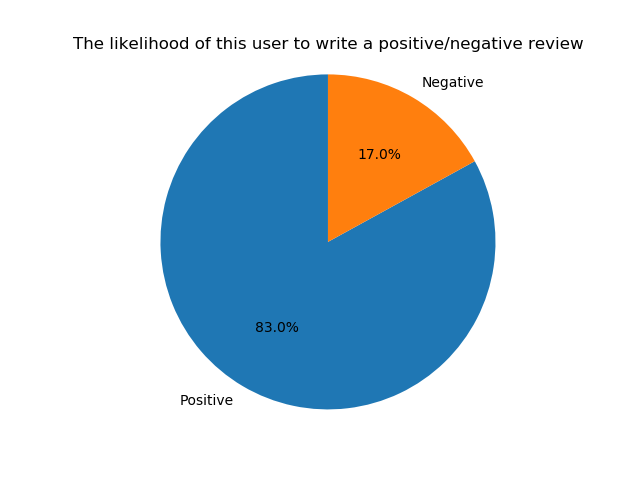 The likelihood of this user to write a positive/negative review
Negative
17.0%
83.0%
Positive